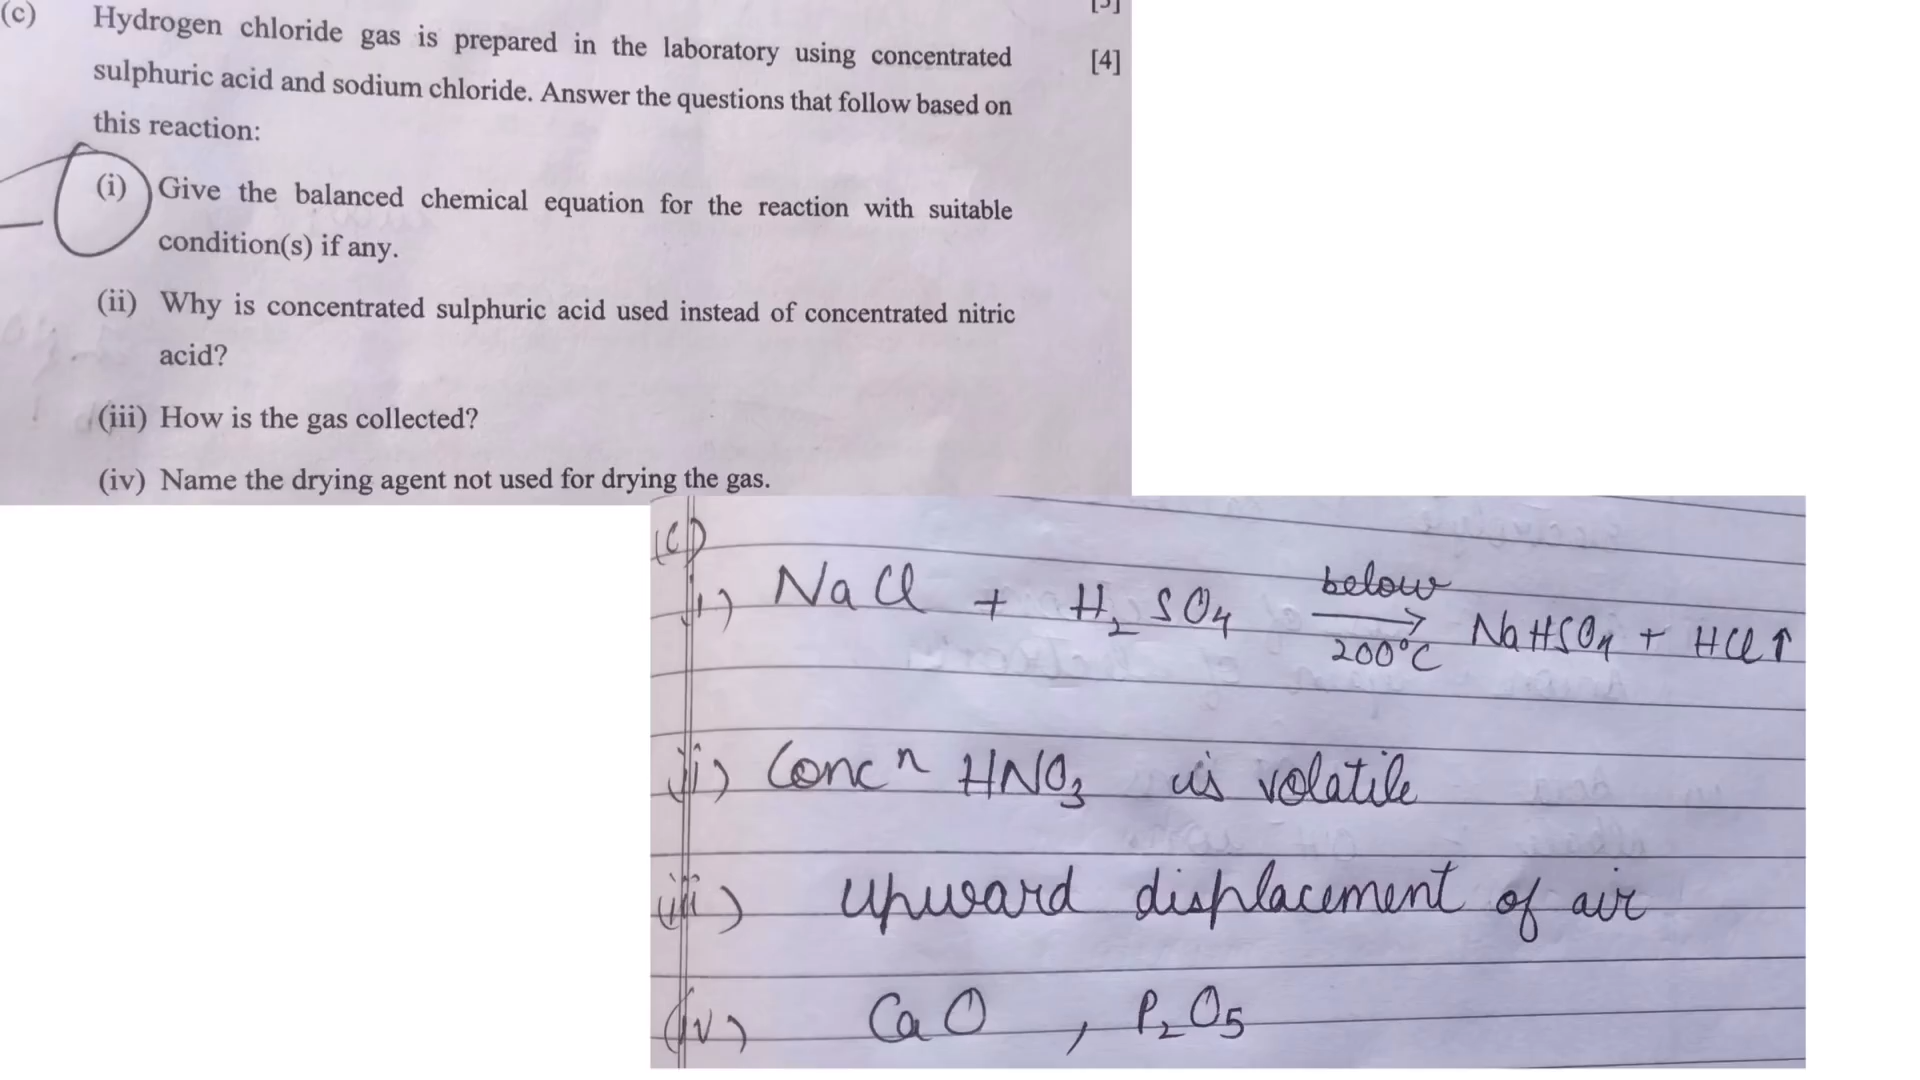 [3]
(c) Hydrogen chloride gas is prepared in the laboratory using concentrated [4]
sulphuric acid and sodium chloride. Answer the questions that follow based on
this reaction:
(i) Give the balanced chemical equation for the reaction with suitable
condition(s) if any.
(ii) Why is concentrated sulphuric acid used instead of concentrated nitric
acid?
(iii) How is the gas collected?
(iv) Name the drying agent not used for drying the gas.
(C)
i) NaCl + H₂SO₄ below → 200°C NaHSO₄ + HCl↑
ii) Concⁿ HNO₃ is volatile
iii) upward displacement of air
(iv) CaO , P₂O₅